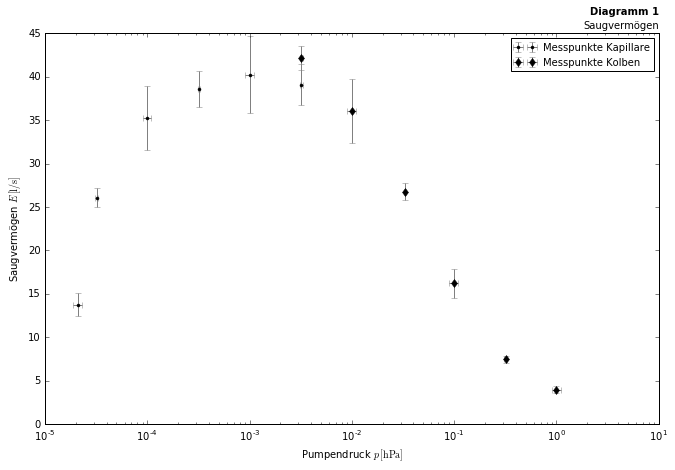 Diagramm 1
Saugvermögen
Messpunkte Kapillare
Messpunkte Kolben
45
40
35
30
25
20
15
10
5
0
Saugvermögen E[l/s]
10⁻⁵ 10⁻⁴ 10⁻³ 10⁻² 10⁻¹ 10⁰ 10¹
Pumpendruck p[hPa]